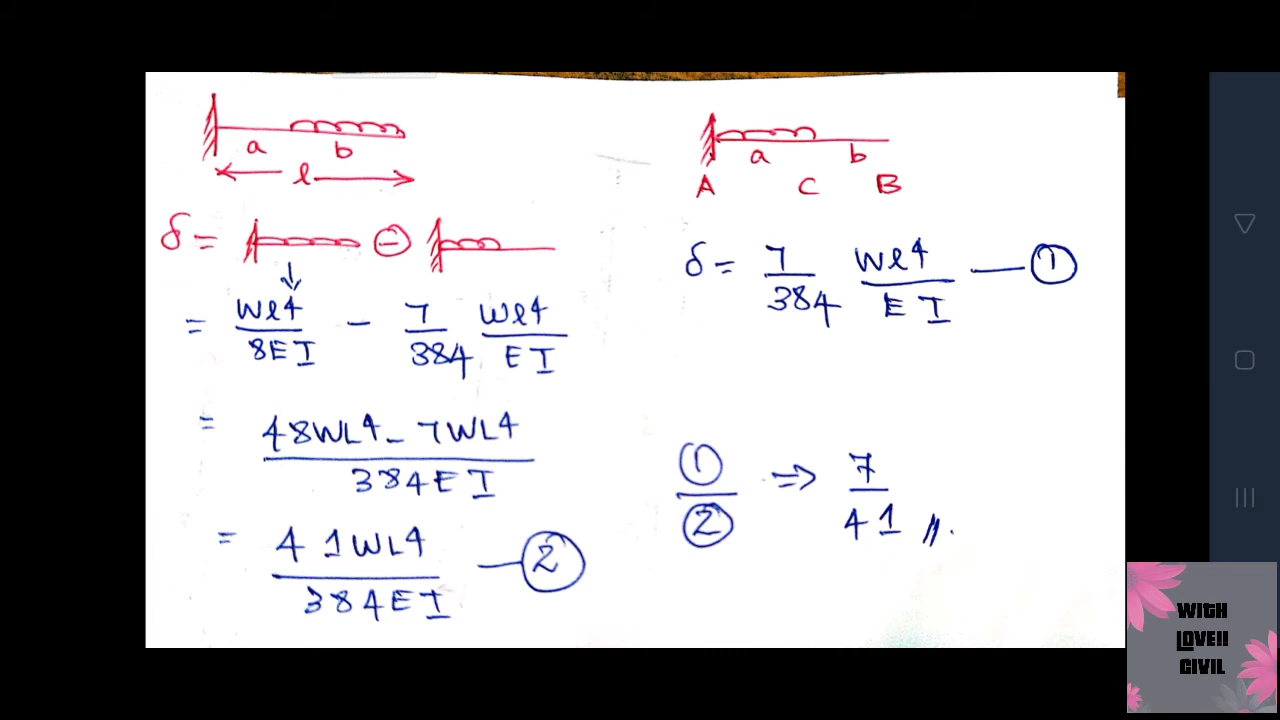 a b
l
δ = ⊖
= wl4/8EI − 7/384 wl4/EI
= 48WL4 − 7WL4/384EI
= 41WL4/384EI — ②
a b
A C B
δ = 7/384 wl4/EI — ①
①/② ⇒ 7/41 //.
WITH
LOVEII
CIVIL